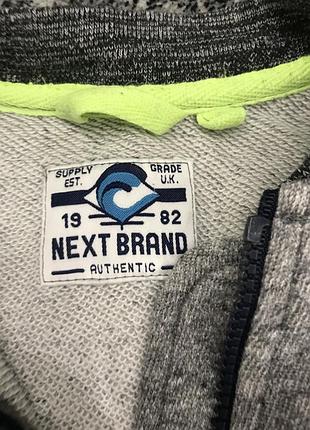 SUPPLY GRADE
EST. U.K.
19 82
NEXT BRAND
AUTHENTIC